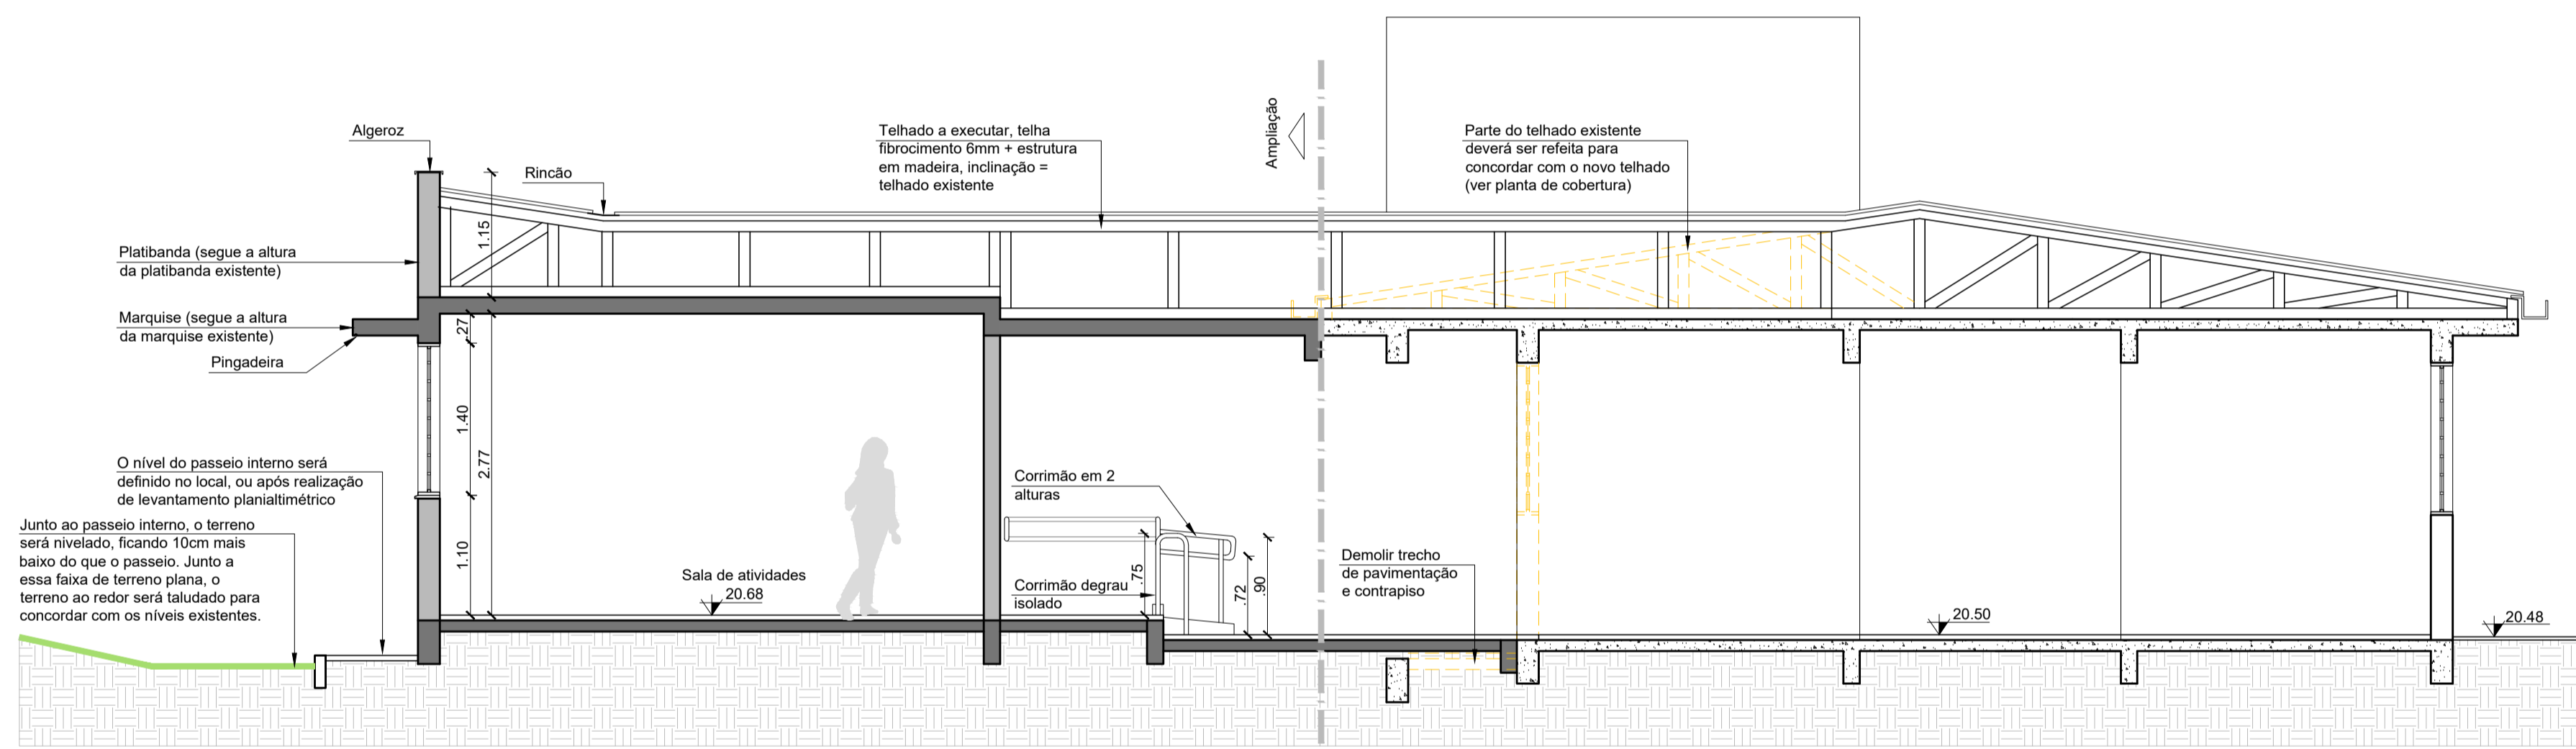 Algeroz
Rincão
Telhado a executar, telha
fibrocimento 6mm + estrutura
em madeira, inclinação =
telhado existente
Ampliação
Parte do telhado existente
deverá ser refeita para
concordar com o novo telhado
(ver planta de cobertura)
1.15
Platibanda (segue a altura
da platibanda existente)
Marquise (segue a altura
da marquise existente)
Pingadeira
.27
1.40
2.77
1.10
O nível do passeio interno será
definido no local, ou após realização
de levantamento planialtimétrico
Junto ao passeio interno, o terreno
será nivelado, ficando 10cm mais
baixo do que o passeio. Junto a
essa faixa de terreno plana, o
terreno ao redor será taludado para
concordar com os níveis existentes.
Sala de atividades
20.68
Corrimão em 2
alturas
Corrimão degrau
isolado
.75
.72
.90
Demolir trecho
de pavimentação
e contrapiso
20.50
20.48